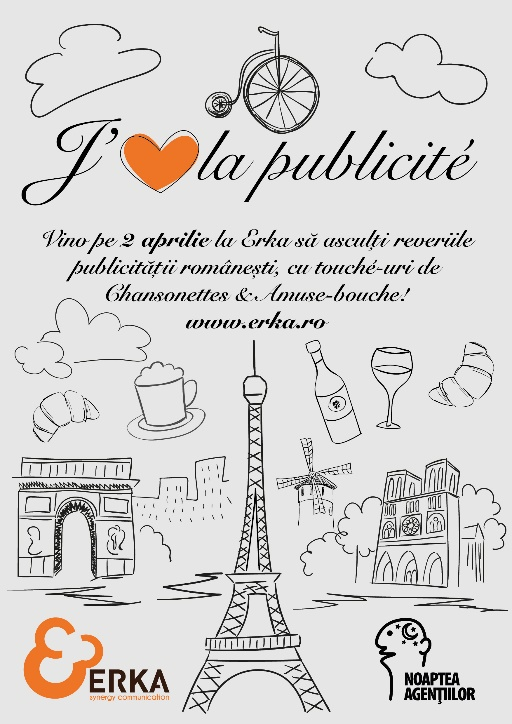 J' la publicité
Vino pe 2 aprilie la Erka să asculți reveriile
publicității românești, cu touché-uri de
Chansonettes & Amuse-bouche!
www.erka.ro
ERKA
synergy communication
NOAPTEA
AGENŢIILOR